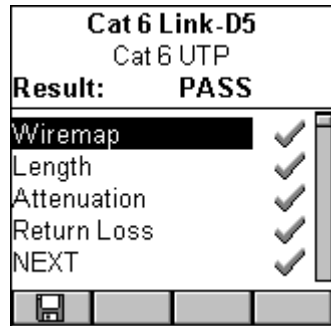 Cat 6 Link-D5
Cat 6 UTP
Result: PASS
Wiremap
Length
Attenuation
Return Loss
NEXT